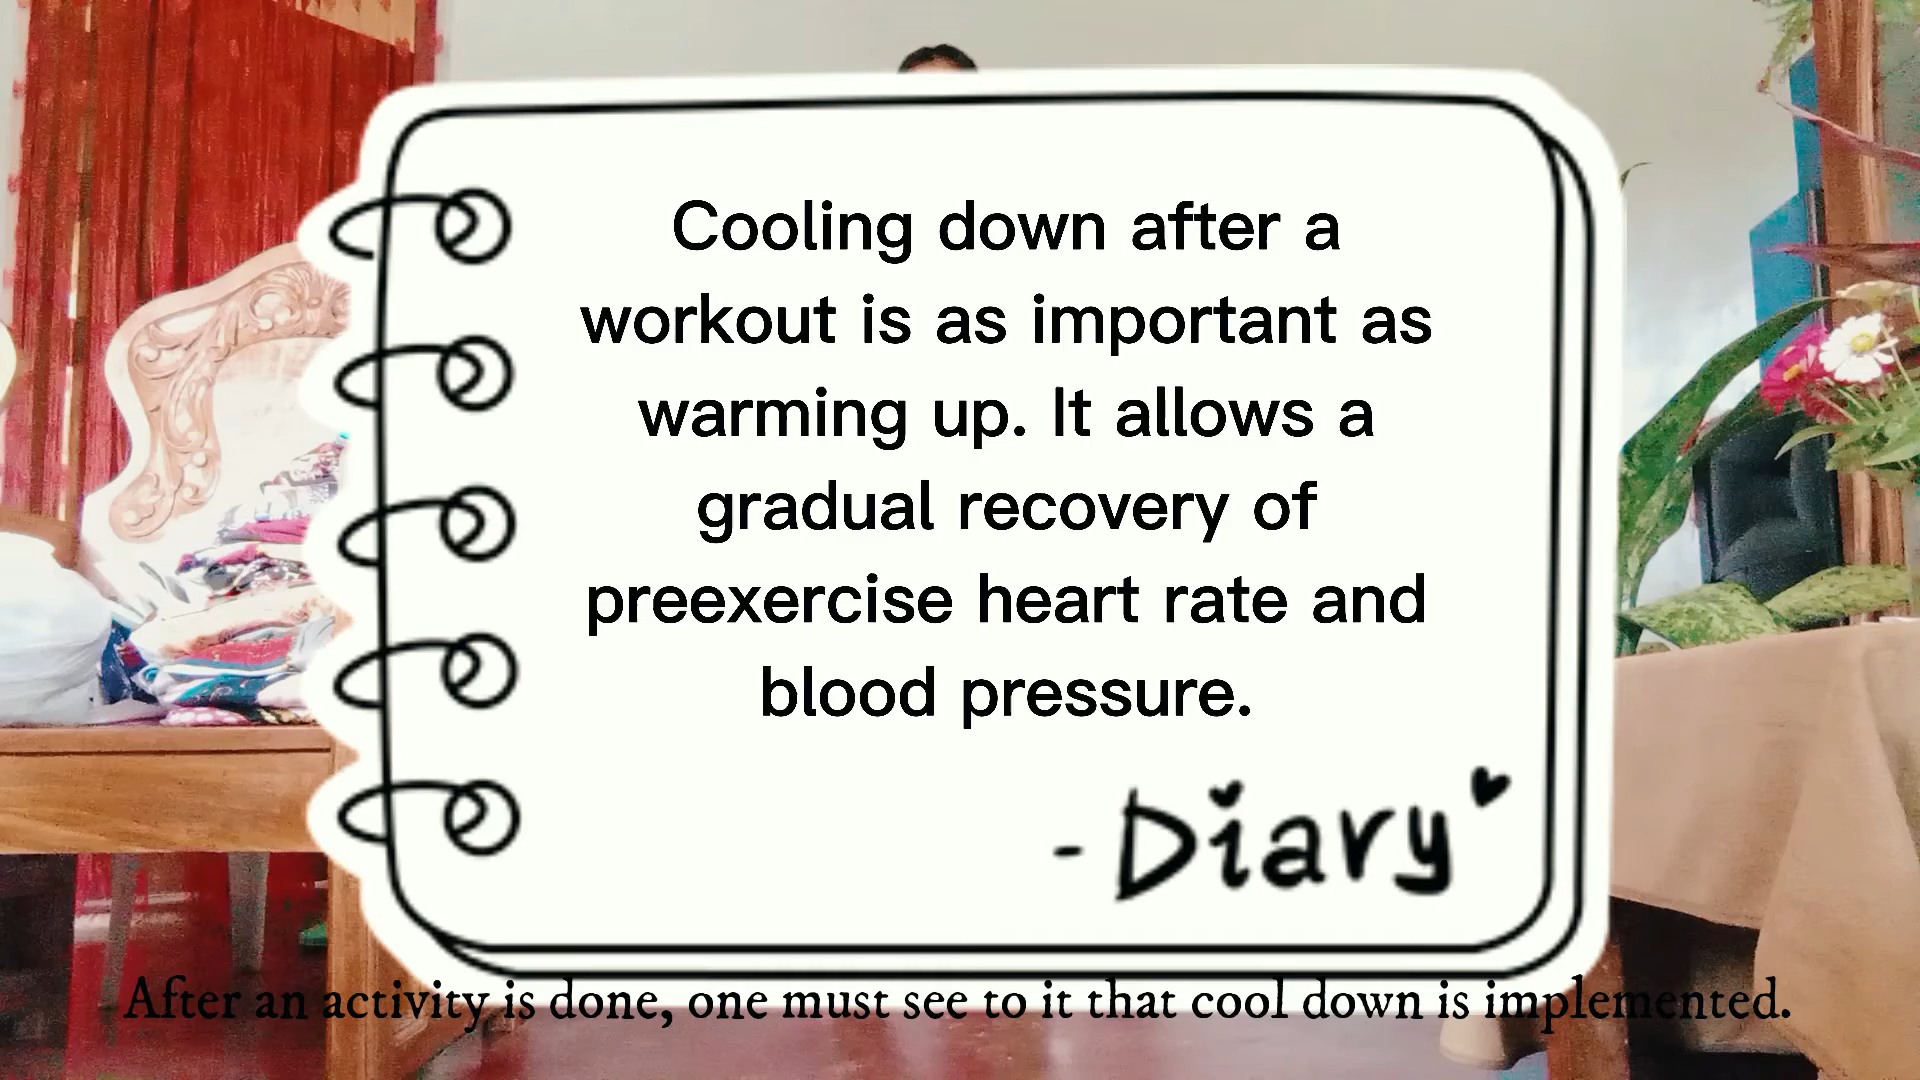 Cooling down after a
workout is as important as
warming up. It allows a
gradual recovery of
preexercise heart rate and
blood pressure.
- Diary
After an activity is done, one must see to it that cool down is implemented.